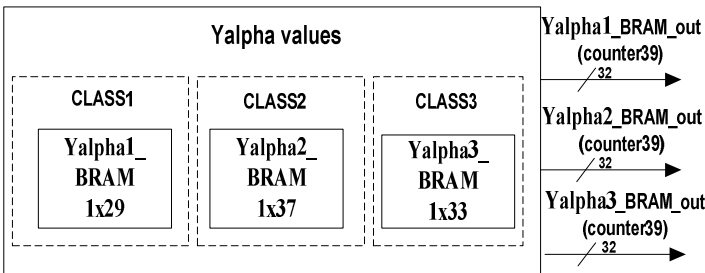 Yalpha values
CLASS1
Yalpha1_
BRAM
1x29
CLASS2
Yalpha2_
BRAM
1x37
CLASS3
Yalpha3_
BRAM
1x33
Yalpha1_BRAM_out
(counter39)
32
Yalpha2_BRAM_out
(counter39)
32
Yalpha3_BRAM_out
(counter39)
32